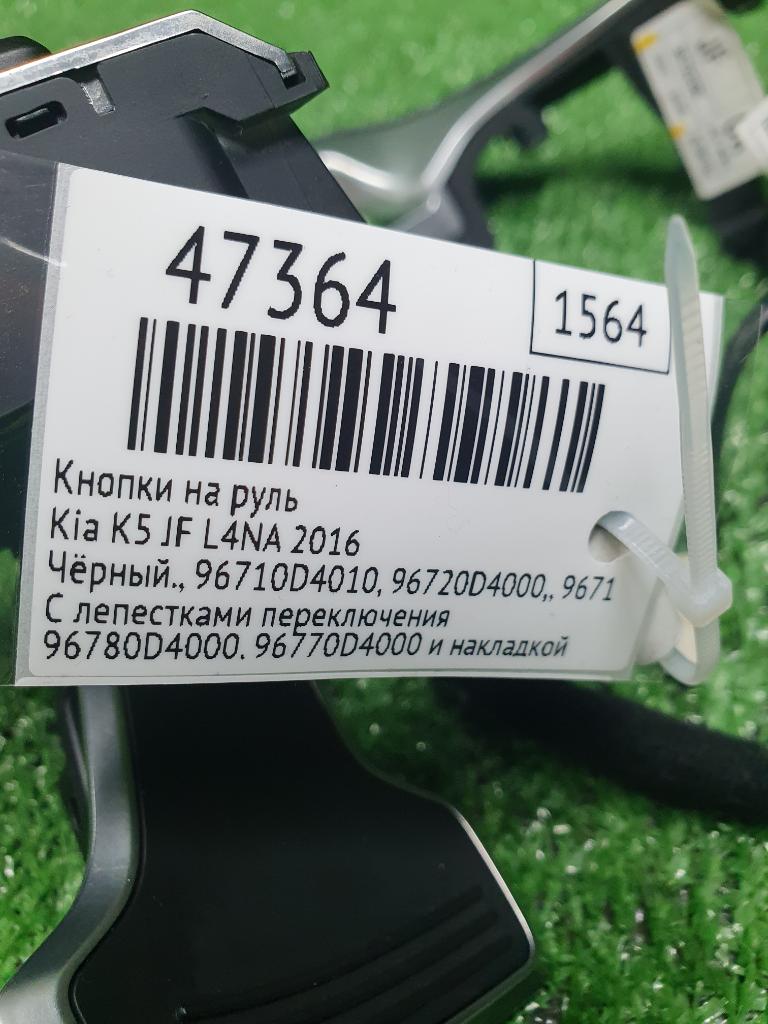 47364
1564
Кнопки на руль
Kia K5 JF L4NA 2016
Чёрный., 96710D4010, 96720D4000,, 9671
С лепестками переключения
96780D4000. 96770D4000 и накладкой